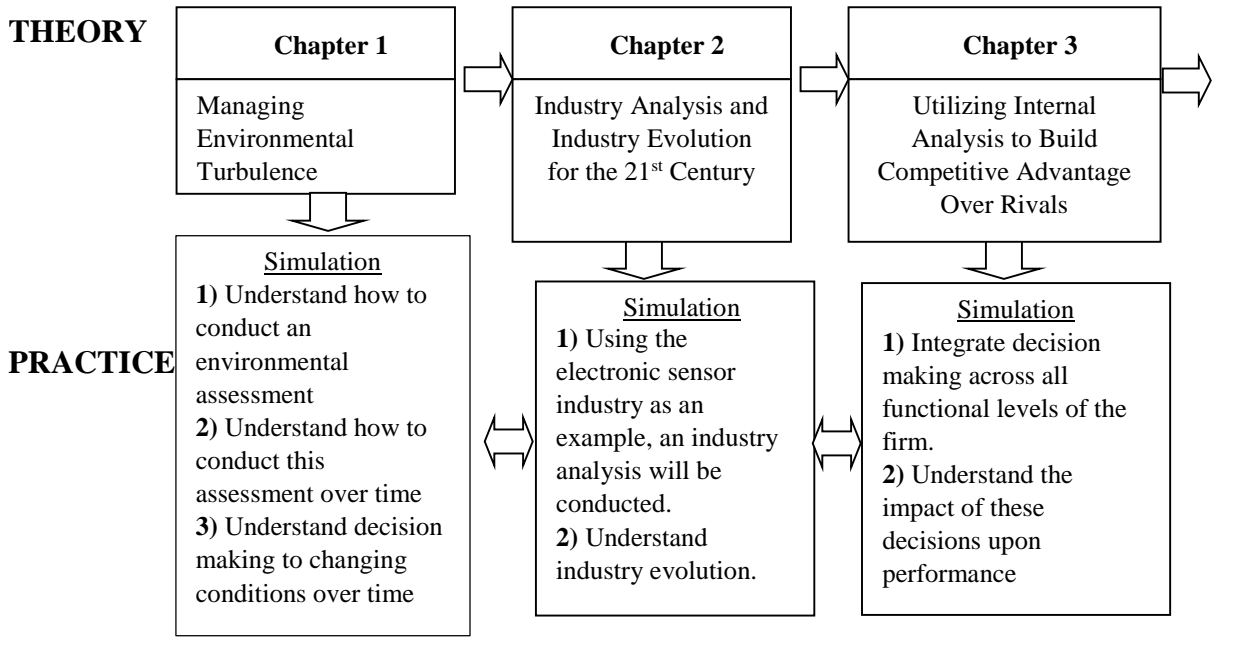 THEORY
Chapter 1
Managing
Environmental
Turbulence
Chapter 2
Industry Analysis and
Industry Evolution
for the 21st Century
Chapter 3
Utilizing Internal
Analysis to Build
Competitive Advantage
Over Rivals
PRACTICE
Simulation
1) Understand how to
conduct an
environmental
assessment
2) Understand how to
conduct this
assessment over time
3) Understand decision
making to changing
conditions over time
Simulation
1) Using the
electronic sensor
industry as an
example, an industry
analysis will be
conducted.
2) Understand
industry evolution.
Simulation
1) Integrate decision
making across all
functional levels of the
firm.
2) Understand the
impact of these
decisions upon
performance